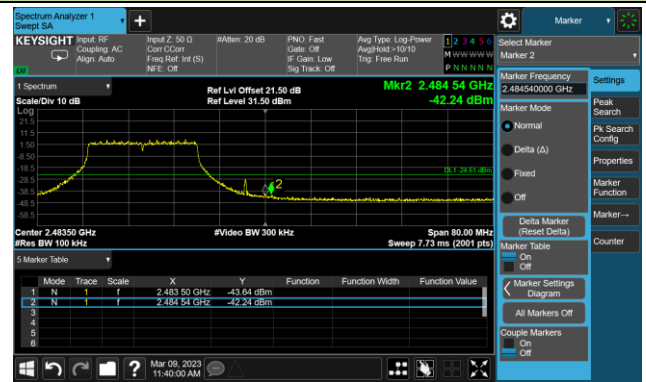 Spectrum Analyzer 1
Swept SA
Marker
KEYSIGHT
Input: RF
Coupling: AC
Align: Auto
Input Z: 50 Ω
Corr CCorr
Freq Ref: Int (S)
NFE: Off
#Atten: 20 dB
PNO: Fast
Gate: Off
IF Gain: Low
Sig Track: Off
Avg Type: Log-Power
Avg|Hold:>10/10
Trig: Free Run
1 2 3 4 5 6
M W W W W W
P N N N N N
LXI
Select Marker
Marker 2
Marker Frequency
2.484540000 GHz
Marker Mode
Normal
Delta (Δ)
Fixed
Off
Delta Marker
(Reset Delta)
Marker Table
On
Off
Marker Settings
Diagram
All Markers Off
Couple Markers
On
Off
Settings
Peak
Search
Pk Search
Config
Properties
Marker
Function
Marker→
Counter
1 Spectrum
Scale/Div 10 dB
Ref Lvl Offset 21.50 dB
Ref Level 31.50 dBm
Mkr2 2.484 54 GHz
-42.24 dBm
Log
21.5
11.5
1.50
-8.50
-18.5
-28.5
-38.5
-48.5
-58.5
DL1 -24.61 dBm
2
Center 2.48350 GHz
#Res BW 100 kHz
#Video BW 300 kHz
Span 80.00 MHz
Sweep 7.73 ms (2001 pts)
5 Marker Table
Mode Trace Scale X Y Function Function Width Function Value
1 N 1 f 2.483 50 GHz -43.64 dBm
2 N 1 f 2.484 54 GHz -42.24 dBm
3
4
5
6
Mar 09, 2023
11:40:00 AM